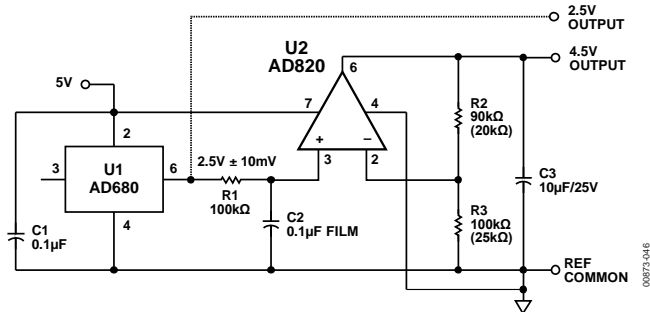 2.5V
OUTPUT
U2
AD820
6
4.5V
OUTPUT
5V
7
4
R2
90kΩ
(20kΩ)
2
+
–
3
U1
AD680
6
2.5V ± 10mV
3
2
R1
100kΩ
C3
10µF/25V
4
C1
0.1µF
C2
0.1µF FILM
R3
100kΩ
(25kΩ)
REF
COMMON
00873-046